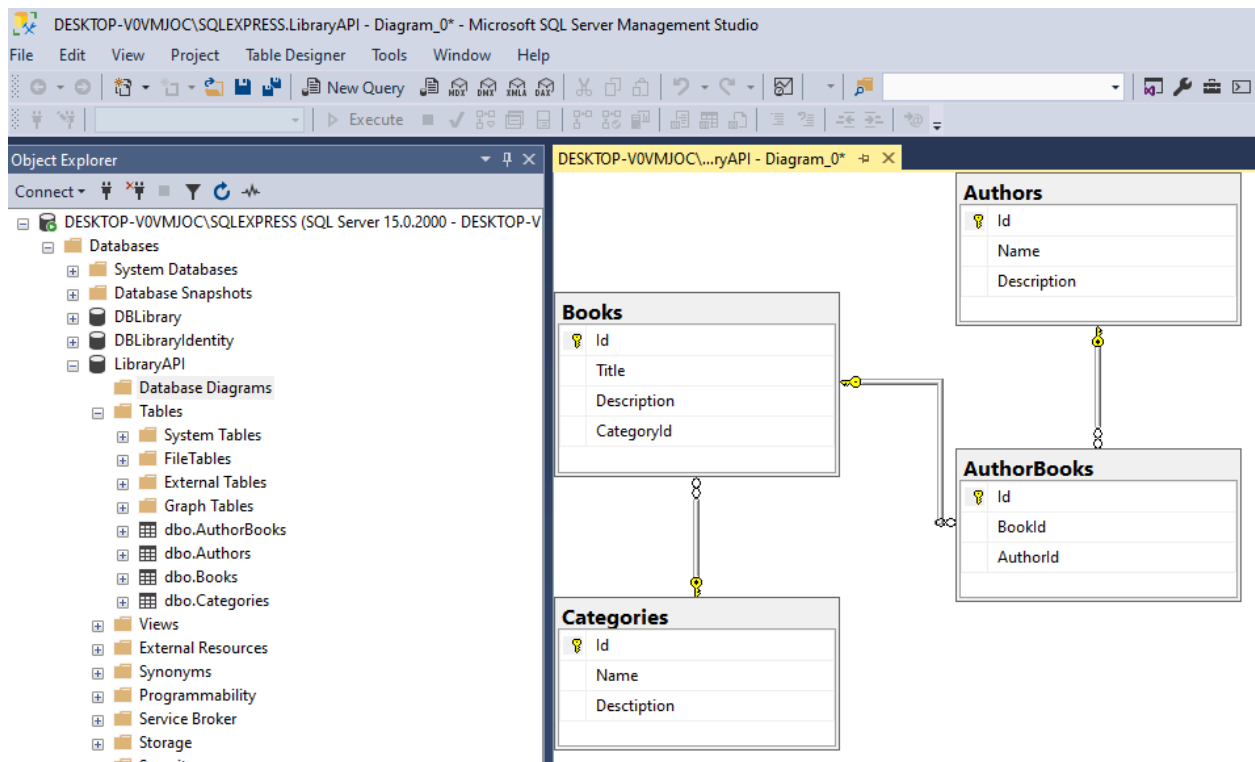 DESKTOP-V0VMJOC\SQLEXPRESS.LibraryAPI - Diagram_0* - Microsoft SQL Server Management Studio
File Edit View Project Table Designer Tools Window Help
New Query MDX DMX XMLA DAX
Execute
Object Explorer
Connect
DESKTOP-V0VMJOC\SQLEXPRESS (SQL Server 15.0.2000 - DESKTOP-V
Databases
System Databases
Database Snapshots
DBLibrary
DBLibraryIdentity
LibraryAPI
Database Diagrams
Tables
System Tables
FileTables
External Tables
Graph Tables
dbo.AuthorBooks
dbo.Authors
dbo.Books
dbo.Categories
Views
External Resources
Synonyms
Programmability
Service Broker
Storage
DESKTOP-V0VMJOC\...ryAPI - Diagram_0*
Books
Id
Title
Description
CategoryId
Categories
Id
Name
Desctiption
Authors
Id
Name
Description
AuthorBooks
Id
BookId
AuthorId